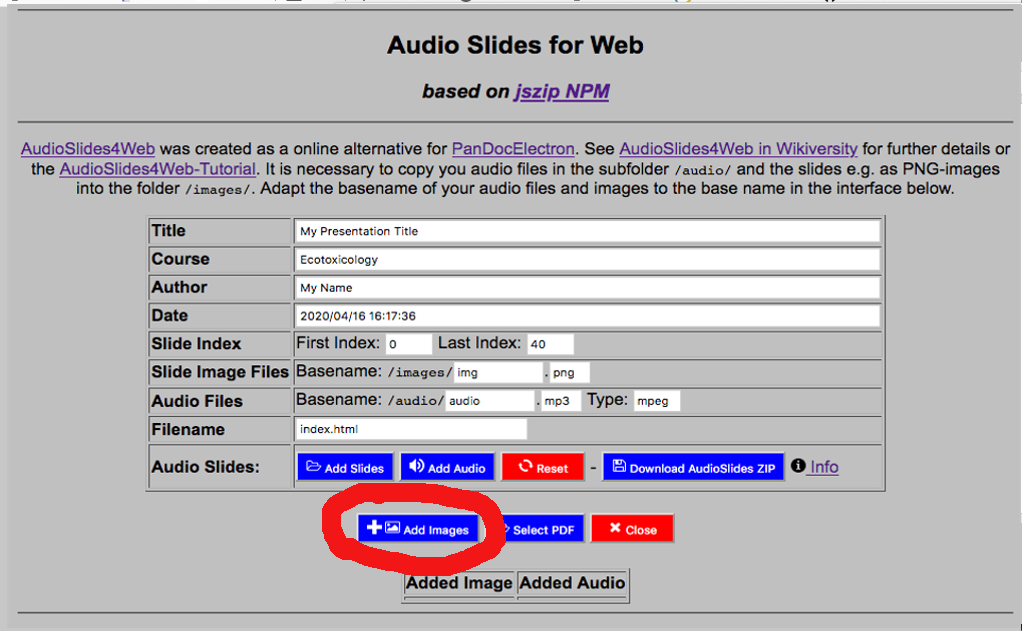 Audio Slides for Web
based on jszip NPM
AudioSlides4Web was created as a online alternative for PanDocElectron. See AudioSlides4Web in Wikiversity for further details or
the AudioSlides4Web-Tutorial. It is necessary to copy you audio files in the subfolder /audio/ and the slides e.g. as PNG-images
into the folder /images/. Adapt the basename of your audio files and images to the base name in the interface below.
Title My Presentation Title
Course Ecotoxicology
Author My Name
Date 2020/04/16 16:17:36
Slide Index First Index: 0 Last Index: 40
Slide Image Files Basename: /images/ img . png
Audio Files Basename: /audio/ audio . mp3 Type: mpeg
Filename index.html
Audio Slides: Add Slides Add Audio Reset - Download AudioSlides ZIP Info
Add Images Select PDF Close
Added Image Added Audio